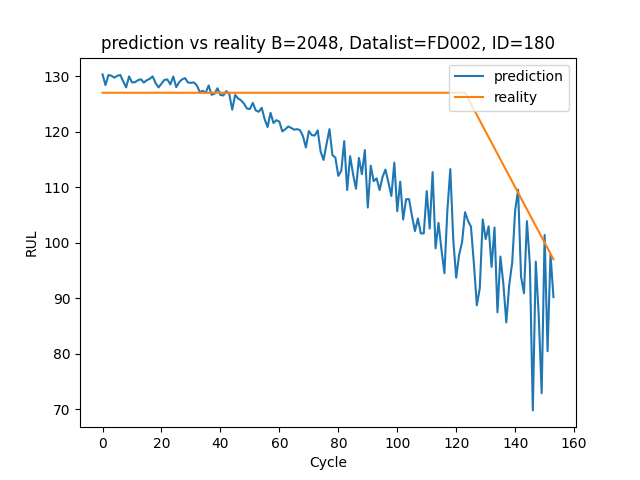 prediction vs reality B=2048, Datalist=FD002, ID=180
prediction
reality
130
120
110
100
90
80
70
RUL
0 20 40 60 80 100 120 140 160
Cycle